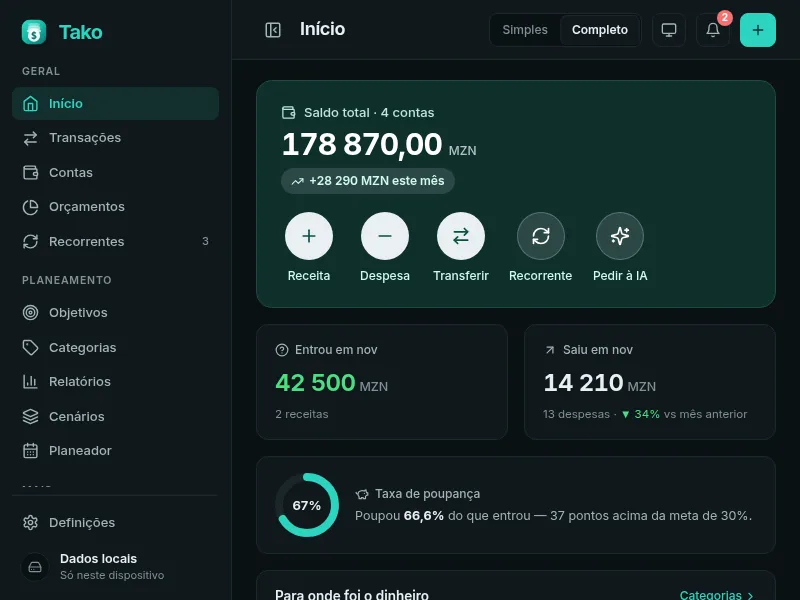 Tako
GERAL
Início
Transações
Contas
Orçamentos
Recorrentes 3
PLANEAMENTO
Objetivos
Categorias
Relatórios
Cenários
Planeador
Definições
Dados locais
Só neste dispositivo
Início
Simples Completo
2
Saldo total · 4 contas
178 870,00 MZN
+28 290 MZN este mês
Receita Despesa Transferir Recorrente Pedir à IA
Entrou em nov
42 500 MZN
2 receitas
Saiu em nov
14 210 MZN
13 despesas · ▼ 34% vs mês anterior
67%
Taxa de poupança
Poupou 66,6% do que entrou — 37 pontos acima da meta de 30%.
Para onde foi o dinheiro
Categorias